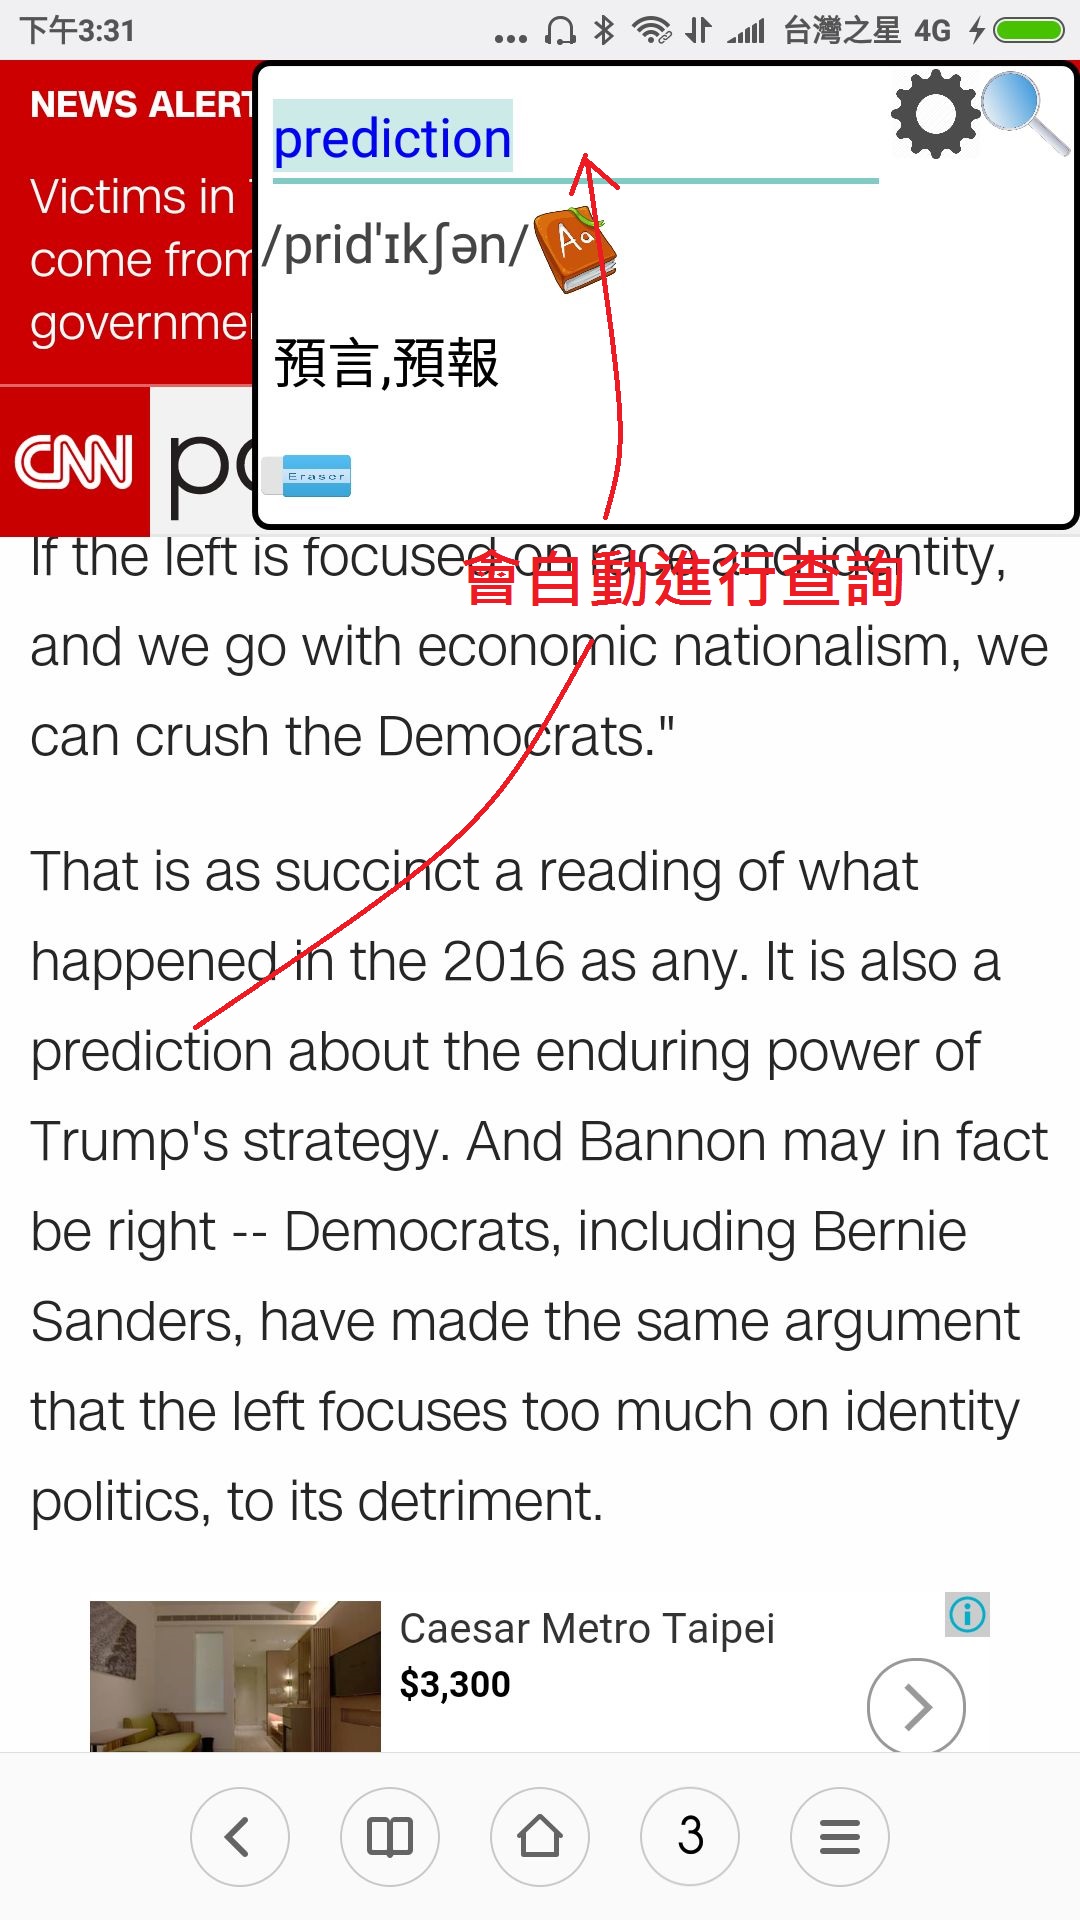 下午3:31
台灣之星 4G
NEWS ALERT
Victims in
come from
governme
prediction
/prid'ɪkʃən/
Aa
預言,預報
Eraser
CNN
po
If the left is focused on race and identity,
會自動進行查詢
and we go with economic nationalism, we
can crush the Democrats."
That is as succinct a reading of what
happened in the 2016 as any. It is also a
prediction about the enduring power of
Trump's strategy. And Bannon may in fact
be right -- Democrats, including Bernie
Sanders, have made the same argument
that the left focuses too much on identity
politics, to its detriment.
Caesar Metro Taipei
$3,300
3